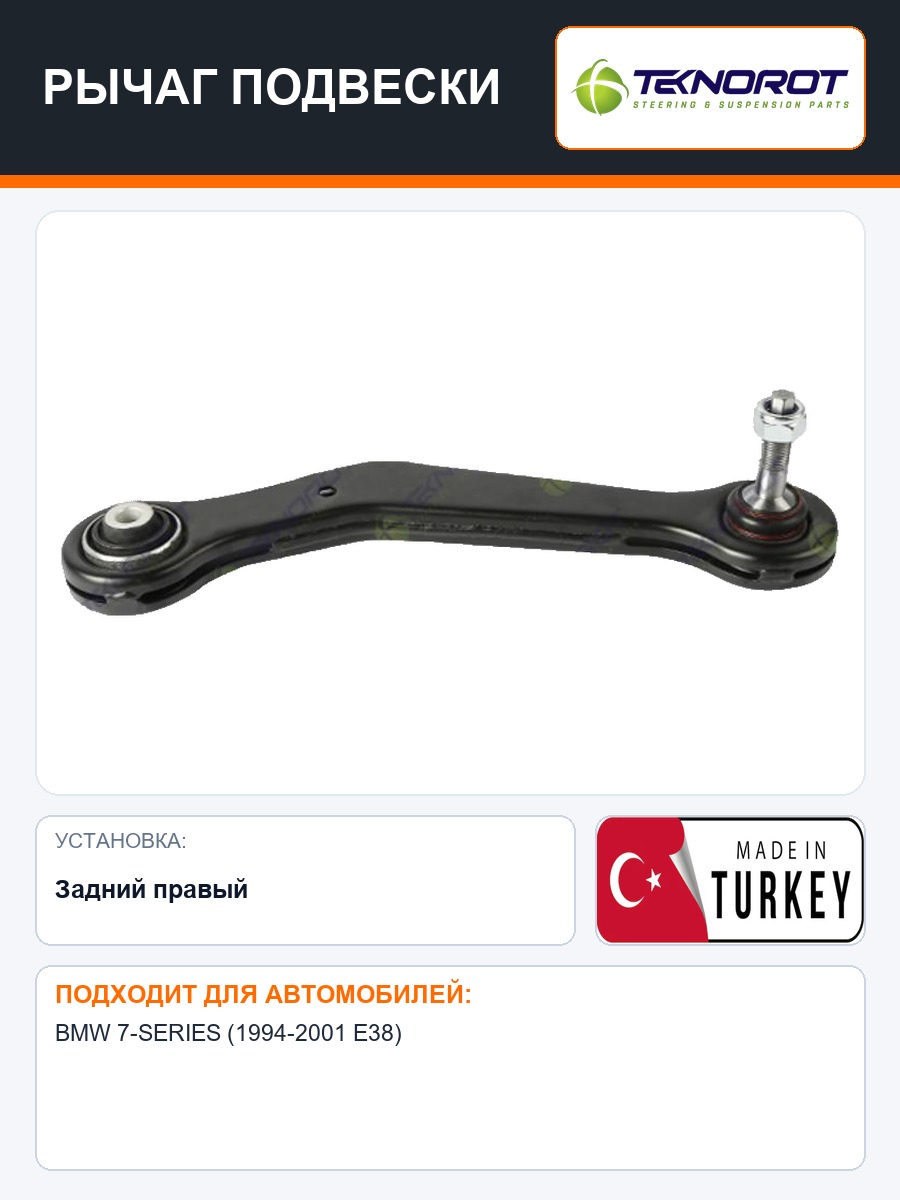 РЫЧАГ ПОДВЕСКИ
TEKNOROT
STEERING & SUSPENSION PARTS
УСТАНОВКА:
Задний правый
MADE IN
TURKEY
ПОДХОДИТ ДЛЯ АВТОМОБИЛЕЙ:
BMW 7-SERIES (1994-2001 E38)